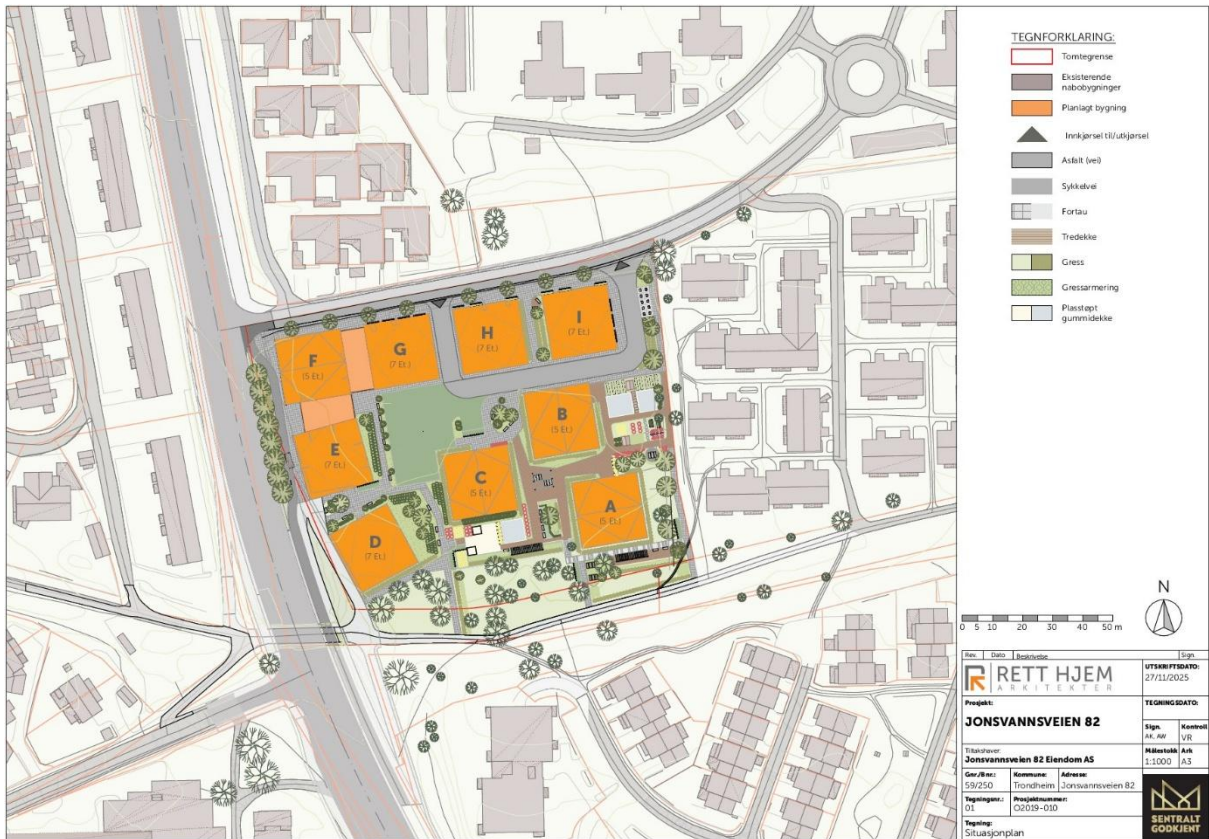 TEGNFORKLARING:
Tomtegrense
Eksisterende
nabobygninger
Planlagt bygning
Innkjørsel til/utkjørsel
Asfalt (vei)
Sykkelvei
Fortau
Tredekke
Gress
Gressarmering
Plasstøpt
gummidekke
F
(5 Et.)
G
(7 Et.)
H
(7 Et.)
I
(7 Et.)
E
(7 Et.)
B
(5 Et.)
C
(5 Et.)
A
(5 Et.)
D
(7 Et.)
N
0 5 10 20 30 40 50 m
Rev. Dato Beskrivelse Sign.
RETT HJEM
ARKITEKTER
UTSKRIFTSDATO:
27/11/2025
Prosjekt:
JONSVANNSVEIEN 82
TEGNINGSDATO:
Sign. Kontroll
AK, AW VR
Tiltakshaver:
Jonsvannsveien 82 Eiendom AS
Målestokk Ark
1:1000 A3
Gnr./Bnr.: Kommune: Adresse:
59/250 Trondheim Jonsvannsveien 82
Tegningsnr.: Prosjektnummer:
01 O2019-010
Tegning:
Situasjonplan
SENTRALT
GODKJENT